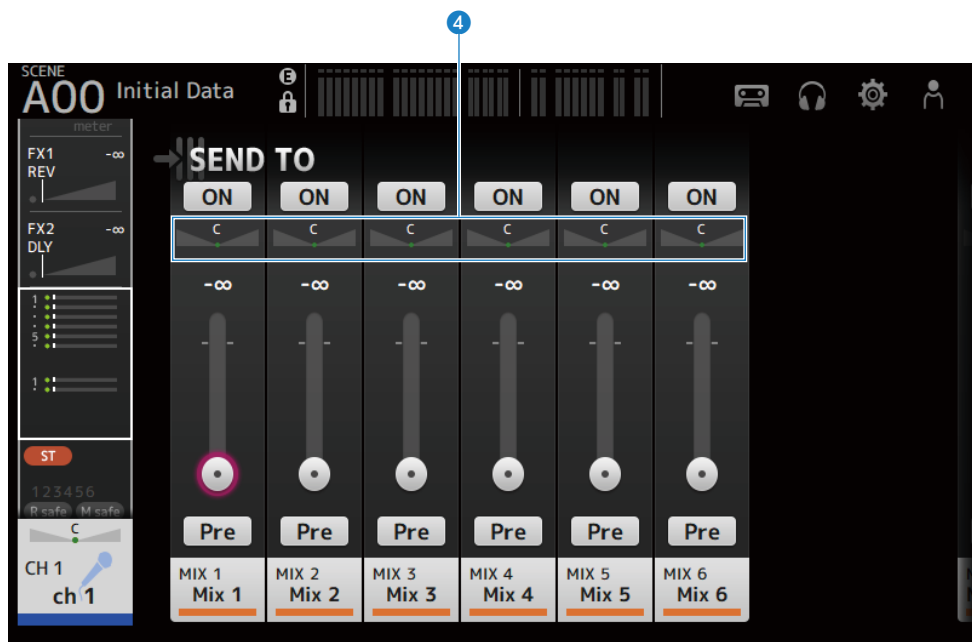 4
SCENE
A00 Initial Data
E
meter
FX1 -∞
REV
FX2 -∞
DLY
1
5
1
ST
123456
R safe M safe
C
CH 1
ch 1
SEND TO
ON ON ON ON ON ON
C C C C C C
-∞ -∞ -∞ -∞ -∞ -∞
Pre Pre Pre Pre Pre Pre
MIX 1 MIX 2 MIX 3 MIX 4 MIX 5 MIX 6
Mix 1 Mix 2 Mix 3 Mix 4 Mix 5 Mix 6